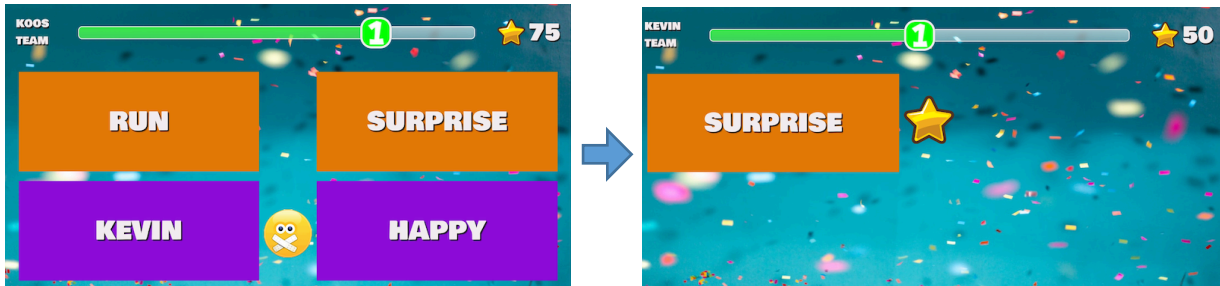 KOOS
TEAM
1
75
RUN
SURPRISE
KEVIN
HAPPY
KEVIN
TEAM
1
50
SURPRISE